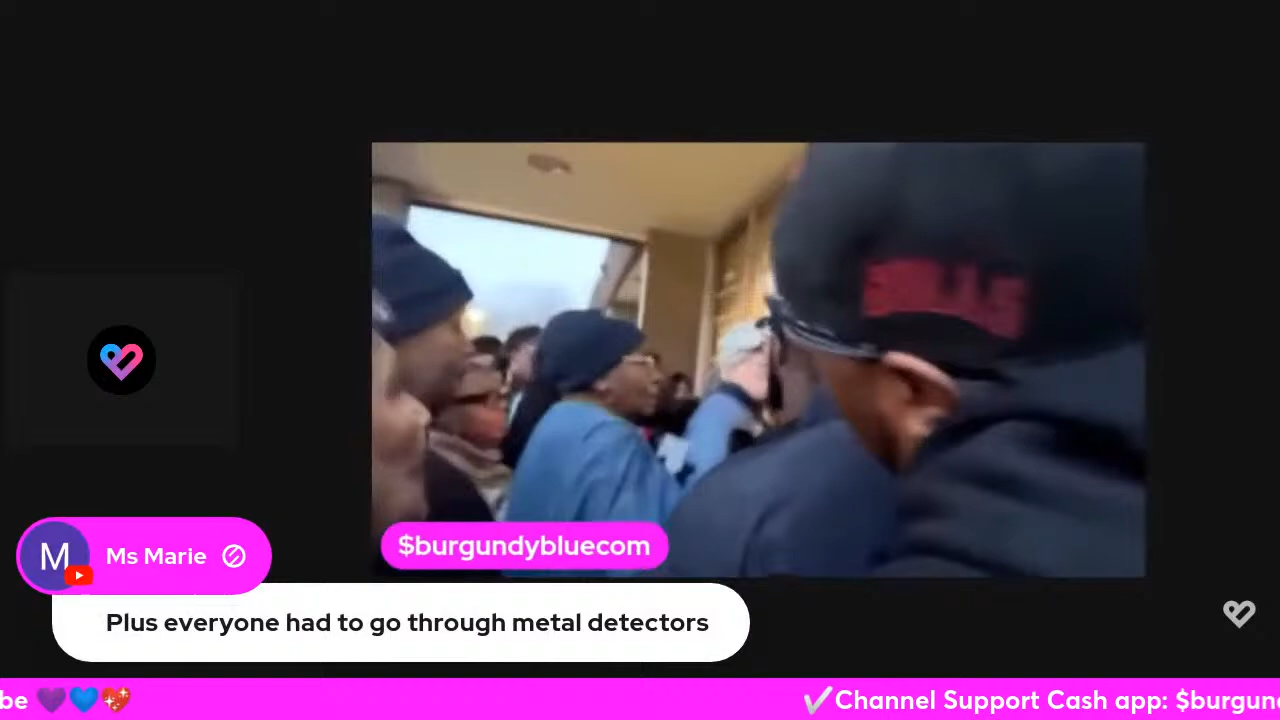 $burgundybluecom
M
Ms Marie
Plus everyone had to go through metal detectors
be 💜💙💖
✔Channel Support Cash app: $burgund